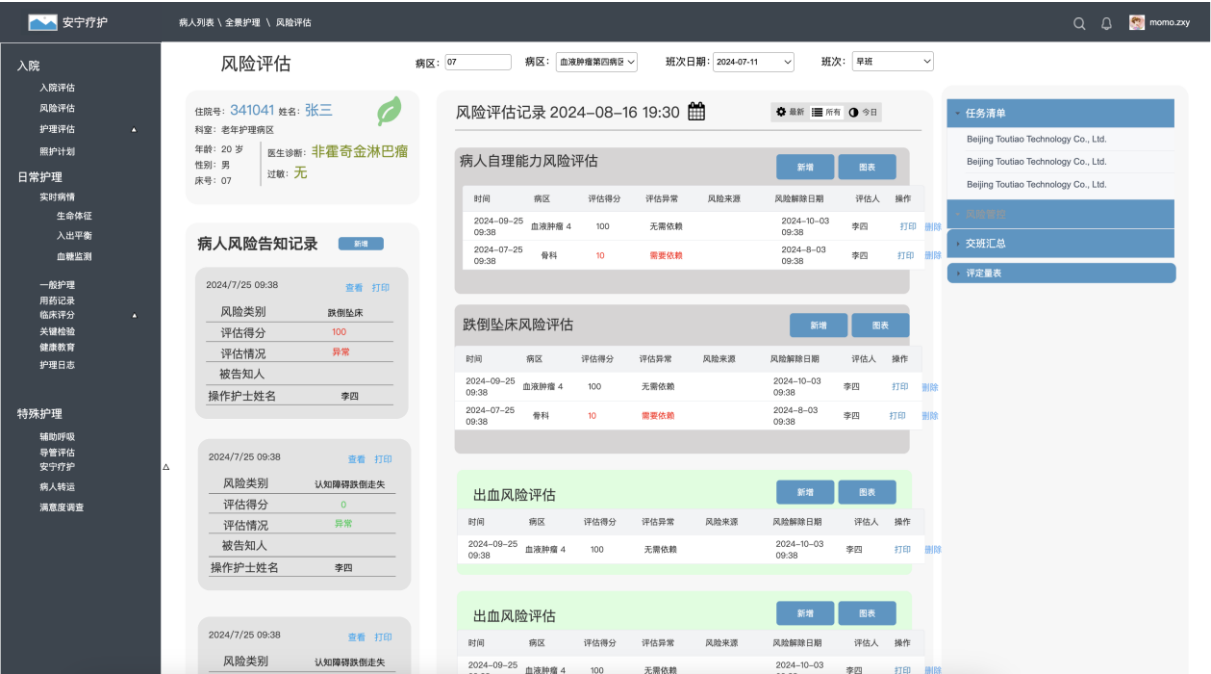 安宁疗护
病人列表 \ 全景护理 \ 风险评估
momo.zxy
入院
入院评估
风险评估
护理评估
照护计划
日常护理
实时病情
生命体征
入出平衡
血糖监测
一般护理
用药记录
临床评分
关键检验
健康教育
护理日志
特殊护理
辅助呼吸
导管评估
安宁疗护
病人转运
满意度调查
风险评估
病区: 07 病区: 血液肿瘤第四病区 班次日期: 2024-07-11 班次: 早班
住院号: 341041 姓名: 张三
科室: 老年护理病区
年龄: 20 岁 医生诊断: 非霍奇金淋巴瘤
性别: 男
过敏: 无
床号: 07
病人风险告知记录 新增
2024/7/25 09:38 查看 打印
风险类别 跌倒坠床
评估得分 100
评估情况 异常
被告知人
操作护士姓名 李四
2024/7/25 09:38 查看 打印
风险类别 认知障碍跌倒走失
评估得分 0
评估情况 异常
被告知人
操作护士姓名 李四
2024/7/25 09:38 查看 打印
风险类别 认知障碍跌倒走失
风险评估记录 2024-08-16 19:30 最新 所有 今日
病人自理能力风险评估 新增 图表
时间 病区 评估得分 评估异常 风险来源 风险解除日期 评估人 操作
2024-09-25 09:38 血液肿瘤 4 100 无需依赖 2024-10-03 09:38 李四 打印 删除
2024-07-25 09:38 骨科 10 需要依赖 2024-8-03 09:38 李四 打印 删除
跌倒坠床风险评估 新增 图表
时间 病区 评估得分 评估异常 风险来源 风险解除日期 评估人 操作
2024-09-25 09:38 血液肿瘤 4 100 无需依赖 2024-10-03 09:38 李四 打印 删除
2024-07-25 09:38 骨科 10 需要依赖 2024-8-03 09:38 李四 打印 删除
出血风险评估 新增 图表
时间 病区 评估得分 评估异常 风险来源 风险解除日期 评估人 操作
2024-09-25 09:38 血液肿瘤 4 100 无需依赖 2024-10-03 09:38 李四 打印 删除
出血风险评估 新增 图表
时间 病区 评估得分 评估异常 风险来源 风险解除日期 评估人 操作
2024-09-25 血液肿瘤 4 100 无需依赖 2024-10-03 李四 打印 删除
任务清单
Beijing Toutiao Technology Co., Ltd.
Beijing Toutiao Technology Co., Ltd.
Beijing Toutiao Technology Co., Ltd.
交班汇总
评定量表